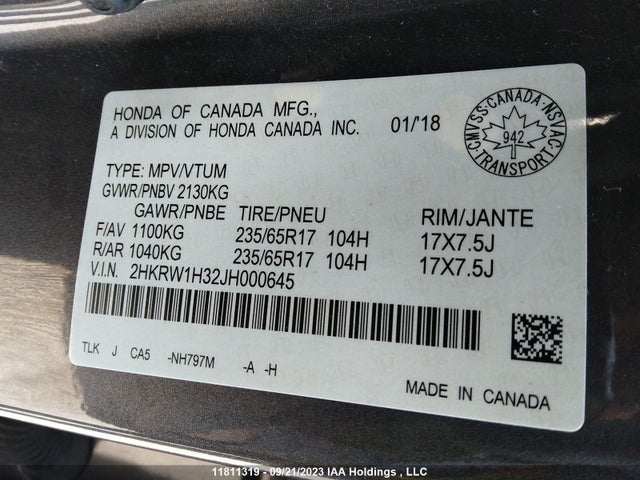 HONDA OF CANADA MFG.,
A DIVISION OF HONDA CANADA INC. 01/'18
CMVSS-CANADA-NSVAC
942
TRANSPORT
TYPE: MPV/VTUM
GVWR/PNBV 2130KG
GAWR/PNBE TIRE/PNEU RIM/JANTE
F/AV 1100KG 235/65R17 104H 17X7.5J
R/AR 1040KG 235/65R17 104H 17X7.5J
V.I.N. 2HKRW1H32JH000645
TLK J CA5 -NH797M -A -H
MADE IN CANADA
11811319 - 09/21/2023 IAA Holdings , LLC